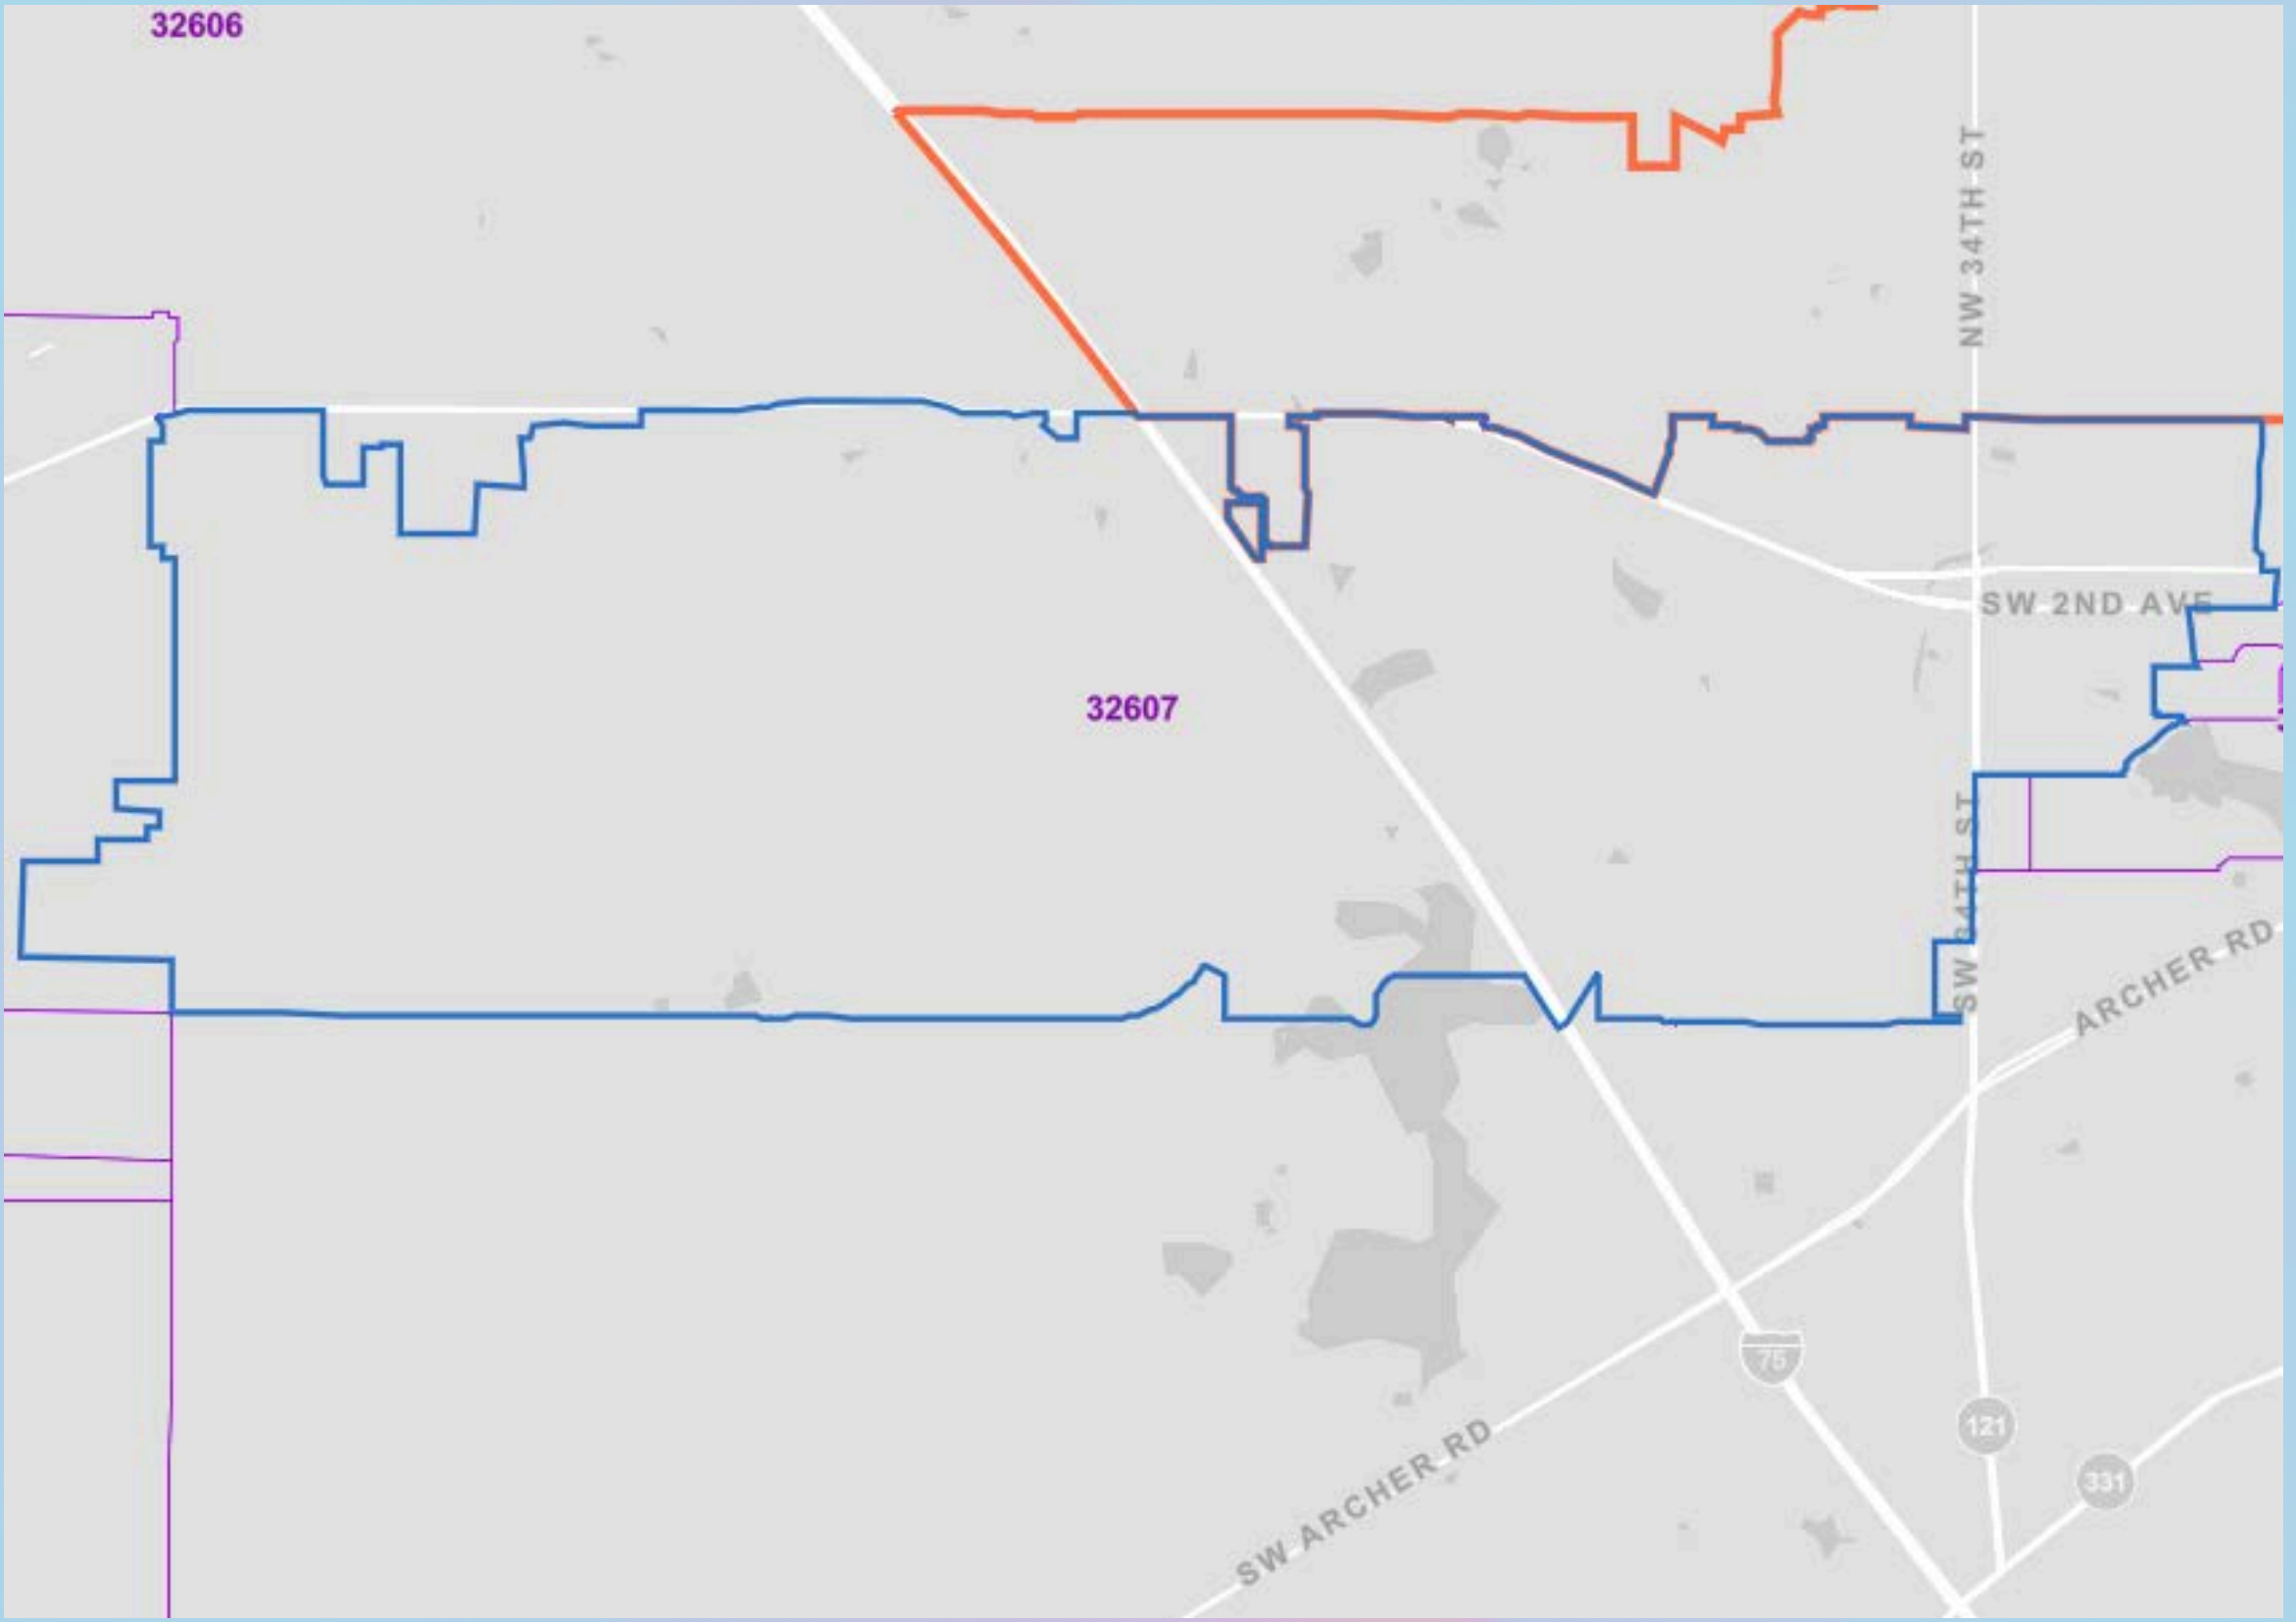 32606
NW 34TH ST
SW 2ND AVE
32607
SW 34TH ST
ARCHER RD
75
121
SW ARCHER RD
331